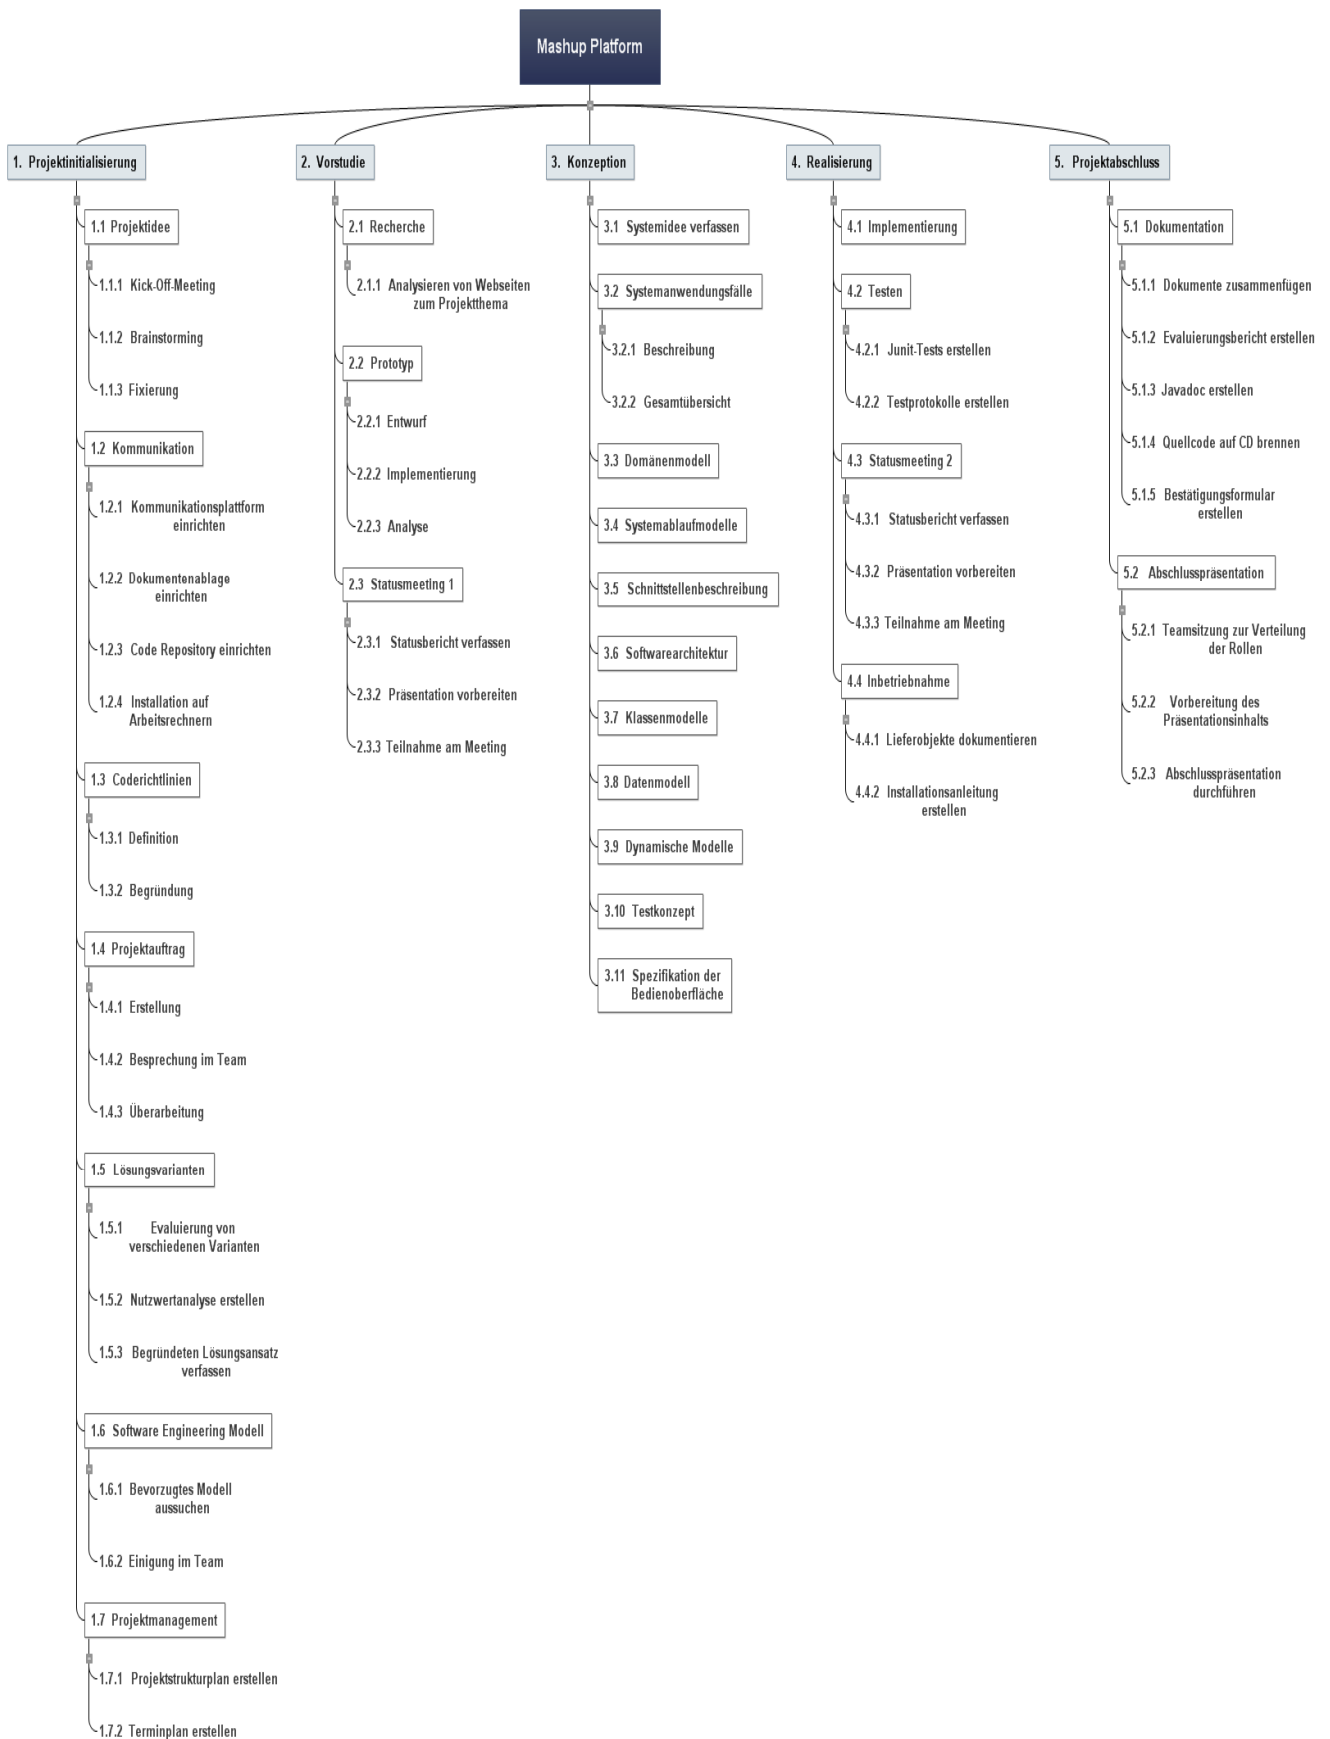 Mashup Platform
1. Projektinitialisierung
1.1 Projektidee
1.1.1 Kick-Off-Meeting
1.1.2 Brainstorming
1.1.3 Fixierung
1.2 Kommunikation
1.2.1 Kommunikationsplattform
einrichten
1.2.2 Dokumentenablage
einrichten
1.2.3 Code Repository einrichten
1.2.4 Installation auf
Arbeitsrechnern
1.3 Coderichtlinien
1.3.1 Definition
1.3.2 Begründung
1.4 Projektauftrag
1.4.1 Erstellung
1.4.2 Besprechung im Team
1.4.3 Überarbeitung
1.5 Lösungsvarianten
1.5.1 Evaluierung von
verschiedenen Varianten
1.5.2 Nutzwertanalyse erstellen
1.5.3 Begründeten Lösungsansatz
verfassen
1.6 Software Engineering Modell
1.6.1 Bevorzugtes Modell
aussuchen
1.6.2 Einigung im Team
1.7 Projektmanagement
1.7.1 Projektstrukturplan erstellen
1.7.2 Terminplan erstellen
2. Vorstudie
2.1 Recherche
2.1.1 Analysieren von Webseiten
zum Projektthema
2.2 Prototyp
2.2.1 Entwurf
2.2.2 Implementierung
2.2.3 Analyse
2.3 Statusmeeting 1
2.3.1 Statusbericht verfassen
2.3.2 Präsentation vorbereiten
2.3.3 Teilnahme am Meeting
3. Konzeption
3.1 Systemidee verfassen
3.2 Systemanwendungsfälle
3.2.1 Beschreibung
3.2.2 Gesamtübersicht
3.3 Domänenmodell
3.4 Systemablaufmodelle
3.5 Schnittstellenbeschreibung
3.6 Softwarearchitektur
3.7 Klassenmodelle
3.8 Datenmodell
3.9 Dynamische Modelle
3.10 Testkonzept
3.11 Spezifikation der
Bedienoberfläche
4. Realisierung
4.1 Implementierung
4.2 Testen
4.2.1 Junit-Tests erstellen
4.2.2 Testprotokolle erstellen
4.3 Statusmeeting 2
4.3.1 Statusbericht verfassen
4.3.2 Präsentation vorbereiten
4.3.3 Teilnahme am Meeting
4.4 Inbetriebnahme
4.4.1 Lieferobjekte dokumentieren
4.4.2 Installationsanleitung
erstellen
5. Projektabschluss
5.1 Dokumentation
5.1.1 Dokumente zusammenfügen
5.1.2 Evaluierungsbericht erstellen
5.1.3 Javadoc erstellen
5.1.4 Quellcode auf CD brennen
5.1.5 Bestätigungsformular
erstellen
5.2 Abschlusspräsentation
5.2.1 Teamsitzung zur Verteilung
der Rollen
5.2.2 Vorbereitung des
Präsentationsinhalts
5.2.3 Abschlusspräsentation
durchführen